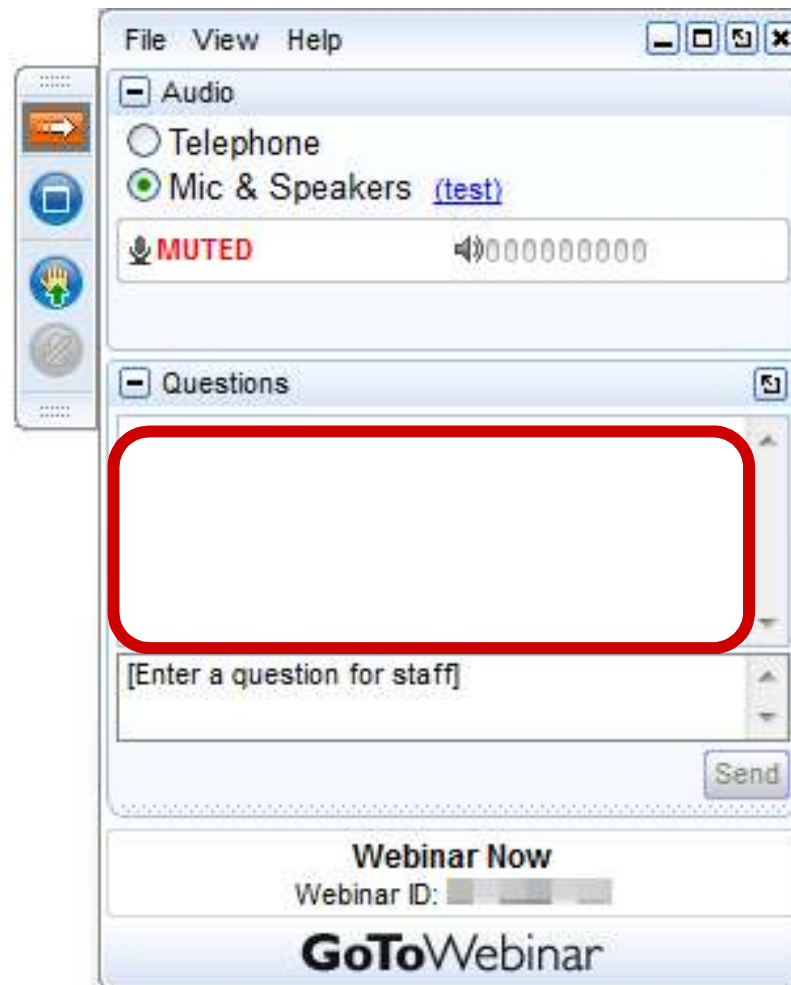 File View Help
Audio
Telephone
Mic & Speakers (test)
MUTED 000000000
Questions
[Enter a question for staff]
Send
Webinar Now
Webinar ID:
GoToWebinar